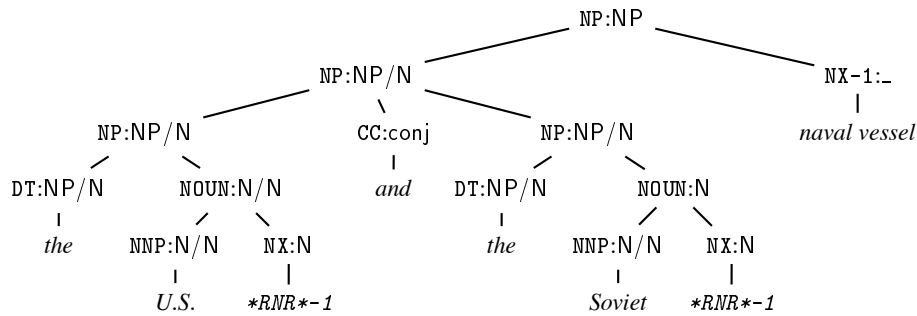 NP:NP
NP:NP/N NX-1:_
NP:NP/N CC:conj NP:NP/N naval vessel
DT:NP/N NOUN:N/N and DT:NP/N NOUN:N
the NNP:N/N NX:N the NNP:N/N NX:N
U.S. *RNR*-1 Soviet *RNR*-1